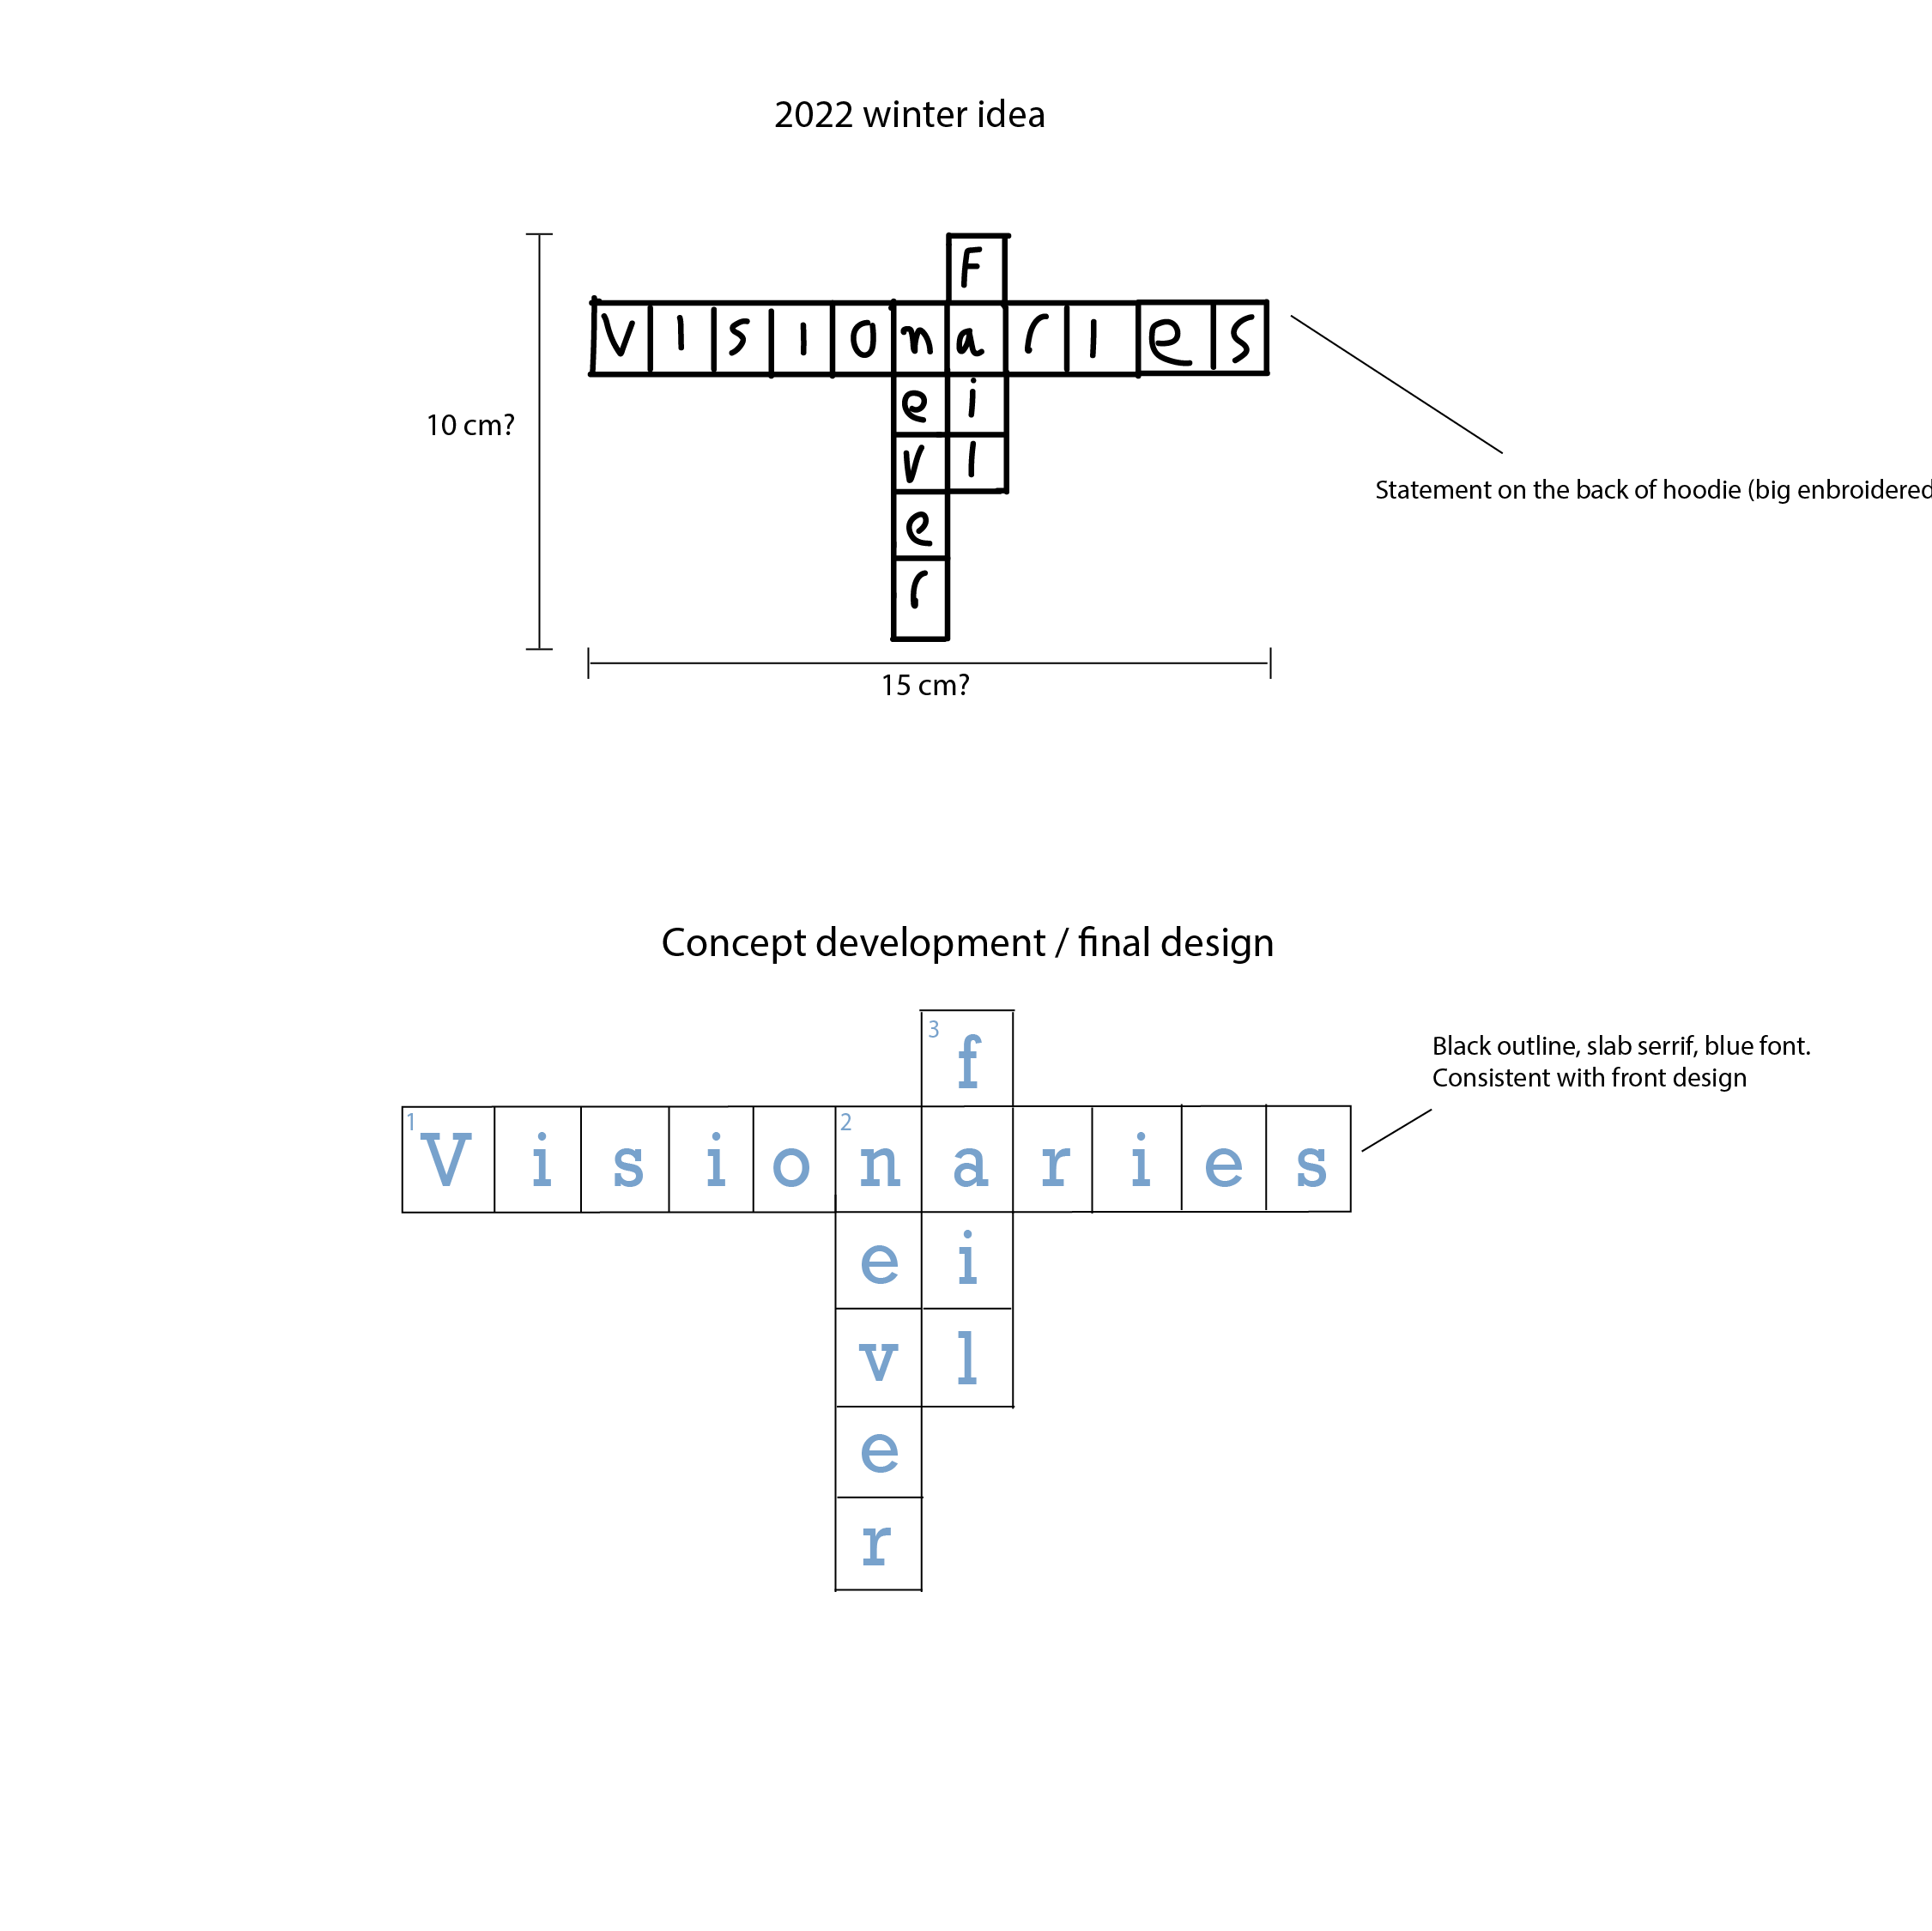 2022 winter idea
F
V I s I o n a r I e s
e i
v l
e
r
10 cm?
15 cm?
Statement on the back of hoodie (big enbroidered
Concept development / final design
3 f
1 V i s i o 2 n a r i e s
e i
v l
e
r
Black outline, slab serrif, blue font.
Consistent with front design